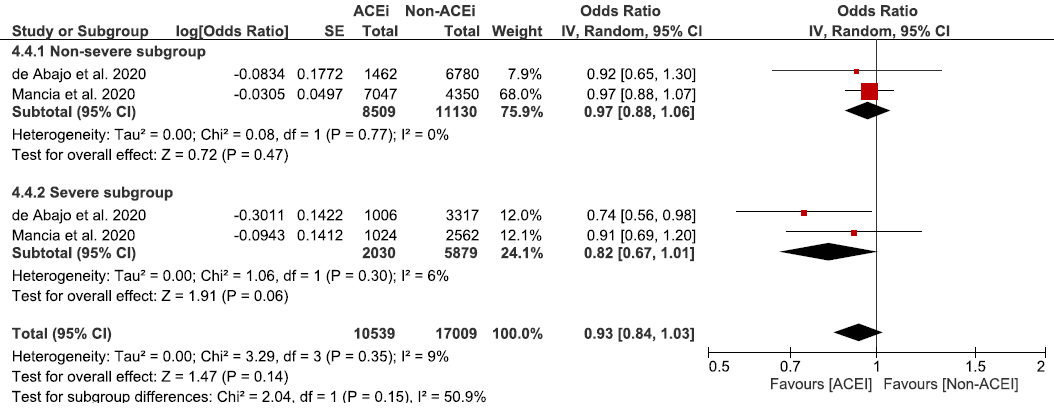 ACEi Non-ACEi Odds Ratio Odds Ratio
Study or Subgroup log[Odds Ratio] SE Total Total Weight IV, Random, 95% CI IV, Random, 95% CI
4.4.1 Non-severe subgroup
de Abajo et al. 2020 -0.0834 0.1772 1462 6780 7.9% 0.92 [0.65, 1.30]
Mancia et al. 2020 -0.0305 0.0497 7047 4350 68.0% 0.97 [0.88, 1.07]
Subtotal (95% CI) 8509 11130 75.9% 0.97 [0.88, 1.06]
Heterogeneity: Tau² = 0.00; Chi² = 0.08, df = 1 (P = 0.77); I² = 0%
Test for overall effect: Z = 0.72 (P = 0.47)
4.4.2 Severe subgroup
de Abajo et al. 2020 -0.3011 0.1422 1006 3317 12.0% 0.74 [0.56, 0.98]
Mancia et al. 2020 -0.0943 0.1412 1024 2562 12.1% 0.91 [0.69, 1.20]
Subtotal (95% CI) 2030 5879 24.1% 0.82 [0.67, 1.01]
Heterogeneity: Tau² = 0.00; Chi² = 1.06, df = 1 (P = 0.30); I² = 6%
Test for overall effect: Z = 1.91 (P = 0.06)
Total (95% CI) 10539 17009 100.0% 0.93 [0.84, 1.03]
Heterogeneity: Tau² = 0.00; Chi² = 3.29, df = 3 (P = 0.35); I² = 9%
Test for overall effect: Z = 1.47 (P = 0.14)
Test for subgroup differences: Chi² = 2.04, df = 1 (P = 0.15), I² = 50.9%
0.5 0.7 1 1.5 2
Favours [ACEI] Favours [Non-ACEI]